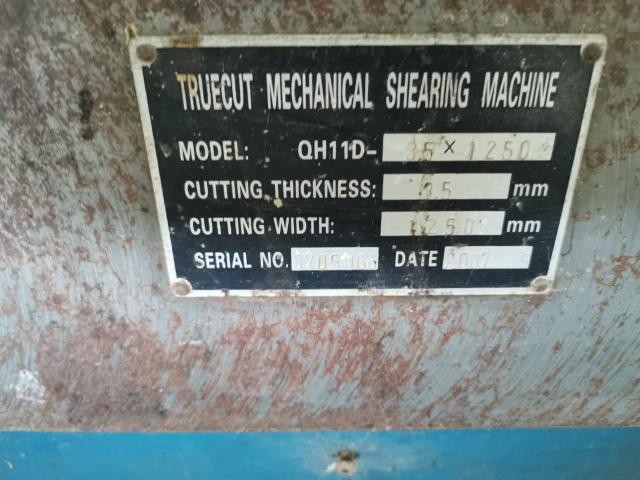 TRUECUT MECHANICAL SHEARING MACHINE
MODEL: QH11D- 3.5 X 1250
CUTTING THICKNESS: 3.5 mm
CUTTING WIDTH: 1250 mm
SERIAL NO. DATE